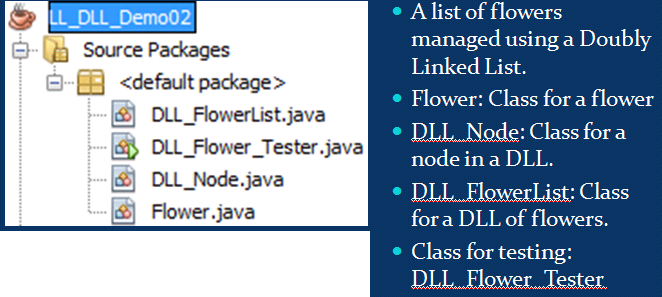 LL_DLL_Demo02
Source Packages
<default package>
DLL_FlowerList.java
DLL_Flower_Tester.java
DLL_Node.java
Flower.java
• A list of flowers
managed using a Doubly
Linked List.
• Flower: Class for a flower
• DLL_Node: Class for a
node in a DLL.
• DLL_FlowerList: Class
for a DLL of flowers.
• Class for testing:
DLL_Flower_Tester